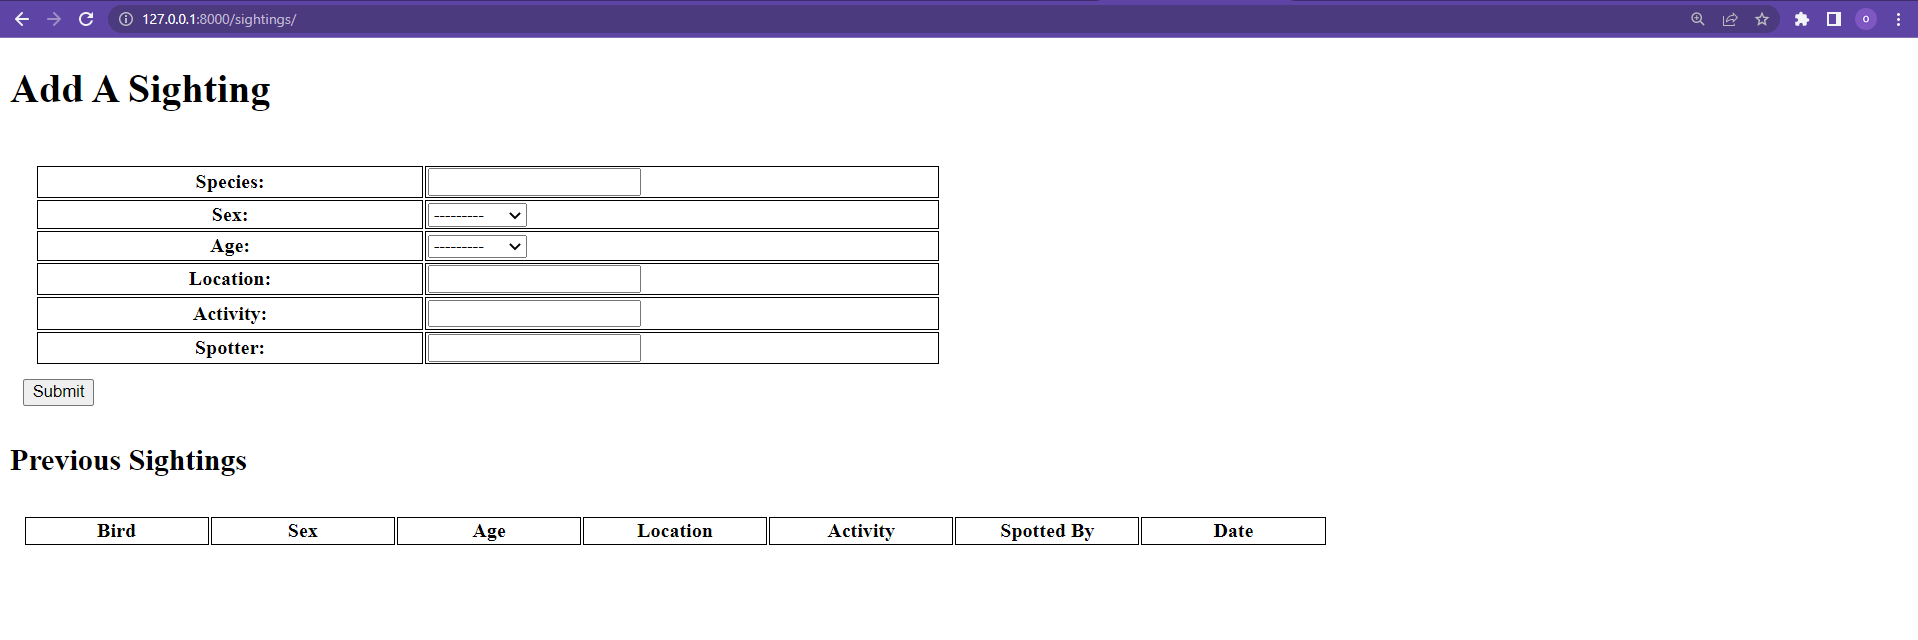 127.0.0.1:8000/sightings/
o
Add A Sighting
Species:
Sex: ---------
Age: ---------
Location:
Activity:
Spotter:
Submit
Previous Sightings
Bird Sex Age Location Activity Spotted By Date